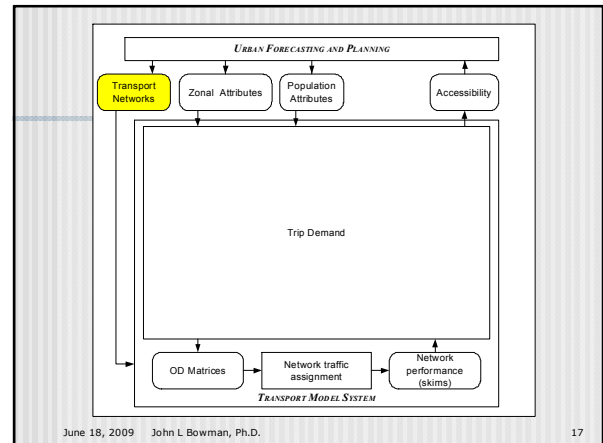 URBAN FORECASTING AND PLANNING
Transport
Networks
Zonal Attributes
Population
Attributes
Accessibility
Trip Demand
OD Matrices
Network traffic
assignment
Network
performance
(skims)
TRANSPORT MODEL SYSTEM
June 18, 2009 John L Bowman, Ph.D. 17